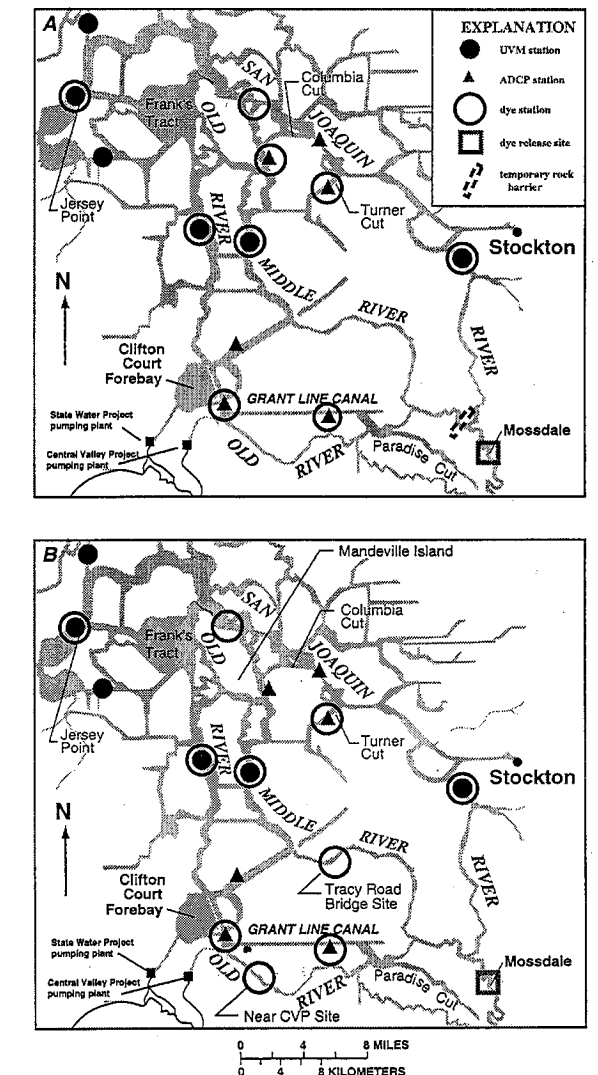 A
EXPLANATION
UVM station
ADCP station
dye station
dye release site
temporary rock
barrier
SAN
Columbia
Cut
Frank's
Tract
OLD
JOAQUIN
Jersey
Point
RIVER
Turner
Cut
Stockton
N
MIDDLE
RIVER
RIVER
Clifton
Court
Forebay
GRANT LINE CANAL
State Water Project
pumping plant
Central Valley Project
pumping plant
OLD
RIVER
Paradise Cut
Mossdale
B
Mandeville Island
SAN
Columbia
Cut
Frank's
Tract
OLD
JOAQUIN
Jersey
Point
RIVER
Turner
Cut
Stockton
N
MIDDLE
RIVER
RIVER
Tracy Road
Bridge Site
Clifton
Court
Forebay
GRANT LINE CANAL
State Water Project
pumping plant
Central Valley Project
pumping plant
OLD
RIVER
Paradise Cut
Mossdale
Near CVP Site
0 4 8 MILES
0 4 8 KILOMETERS